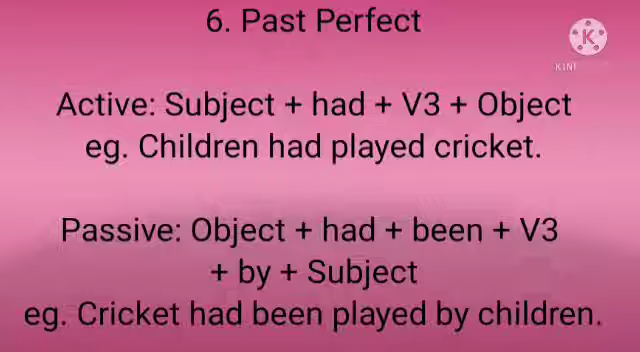 6. Past Perfect
K
KINE
Active: Subject + had + V3 + Object
eg. Children had played cricket.
Passive: Object + had + been + V3
+ by + Subject
eg. Cricket had been played by children.